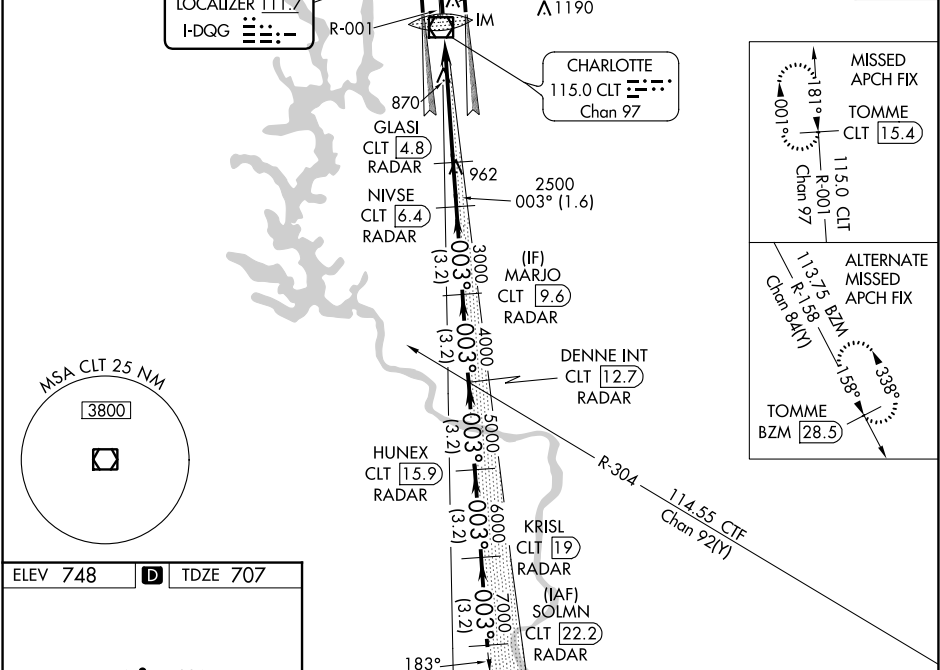 LOCALIZER 111.7
I-DQG
R-001
IM
1190
CHARLOTTE
115.0 CLT
Chan 97
870
GLASI
CLT 4.8
RADAR
962
NIVSE
CLT 6.4
RADAR
2500
003° (1.6)
003°
3000
(3.2)
(IF)
MARJO
CLT 9.6
RADAR
003°
4000
(3.2)
DENNE INT
CLT 12.7
RADAR
003°
5000
(3.2)
HUNEX
CLT 15.9
RADAR
003°
6000
(3.2)
R-304
114.55 CTF
Chan 92(Y)
KRISL
CLT 19
RADAR
003°
7000
(3.2)
(IAF)
SOLMN
CLT 22.2
RADAR
183°
MISSED
APCH FIX
TOMME
CLT 15.4
181°
001°
115.0 CLT
R-001
Chan 97
ALTERNATE
MISSED
APCH FIX
113.75 BZM
R-158
Chan 84(Y)
158°
338°
TOMME
BZM 28.5
MSA CLT 25 NM
3800
ELEV 748
D
TDZE 707